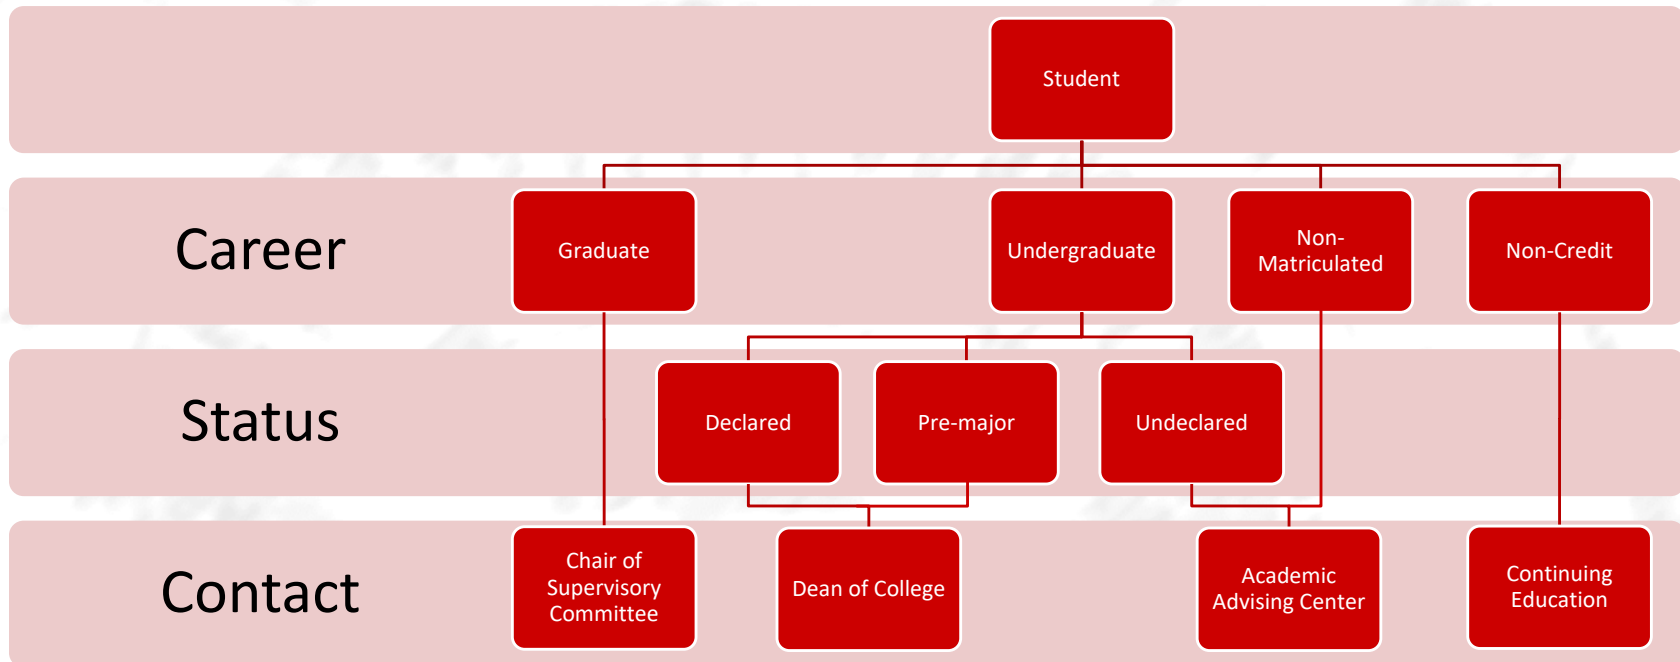 Student
Career
Graduate
Undergraduate
Non-
Matriculated
Non-Credit
Status
Declared
Pre-major
Undeclared
Contact
Chair of
Supervisory
Committee
Dean of College
Academic
Advising Center
Continuing
Education